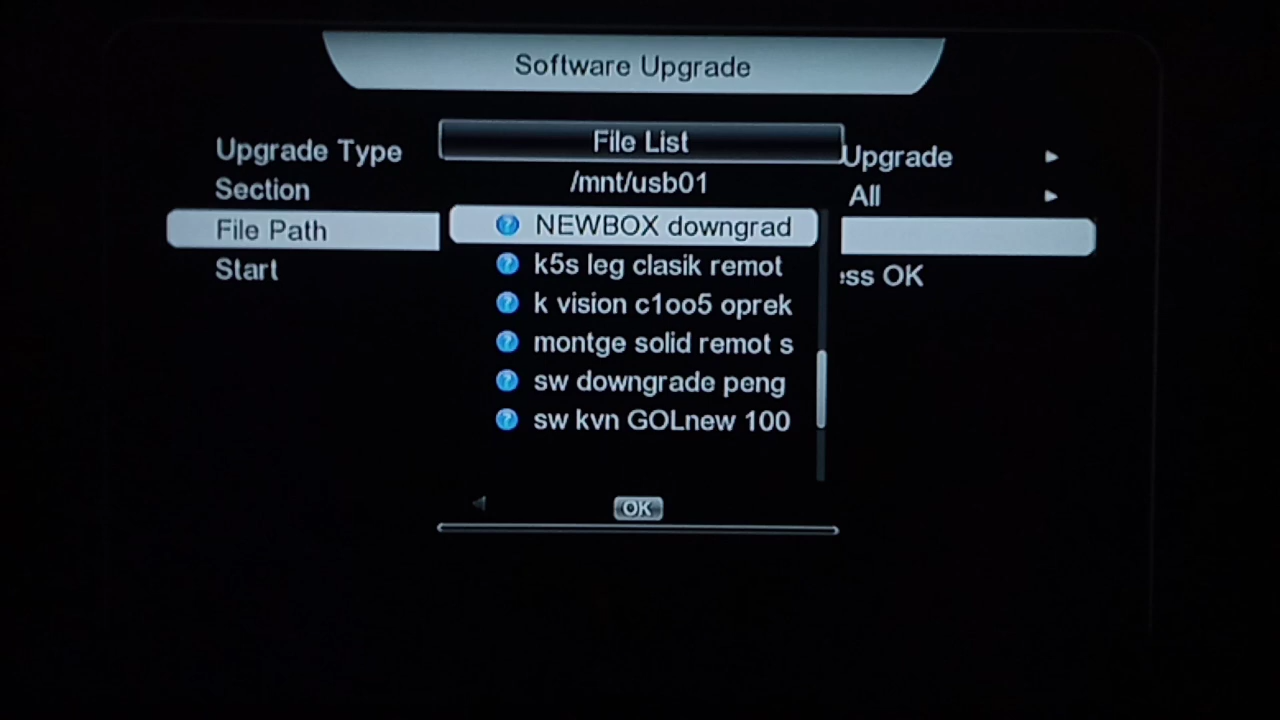 Software Upgrade
Upgrade Type
Upgrade
Section
All
File Path
Start
ess OK
File List
/mnt/usb01
NEWBOX downgrad
k5s leg clasik remot
k vision c1oo5 oprek
montge solid remot s
sw downgrade peng
sw kvn GOLnew 100
OK